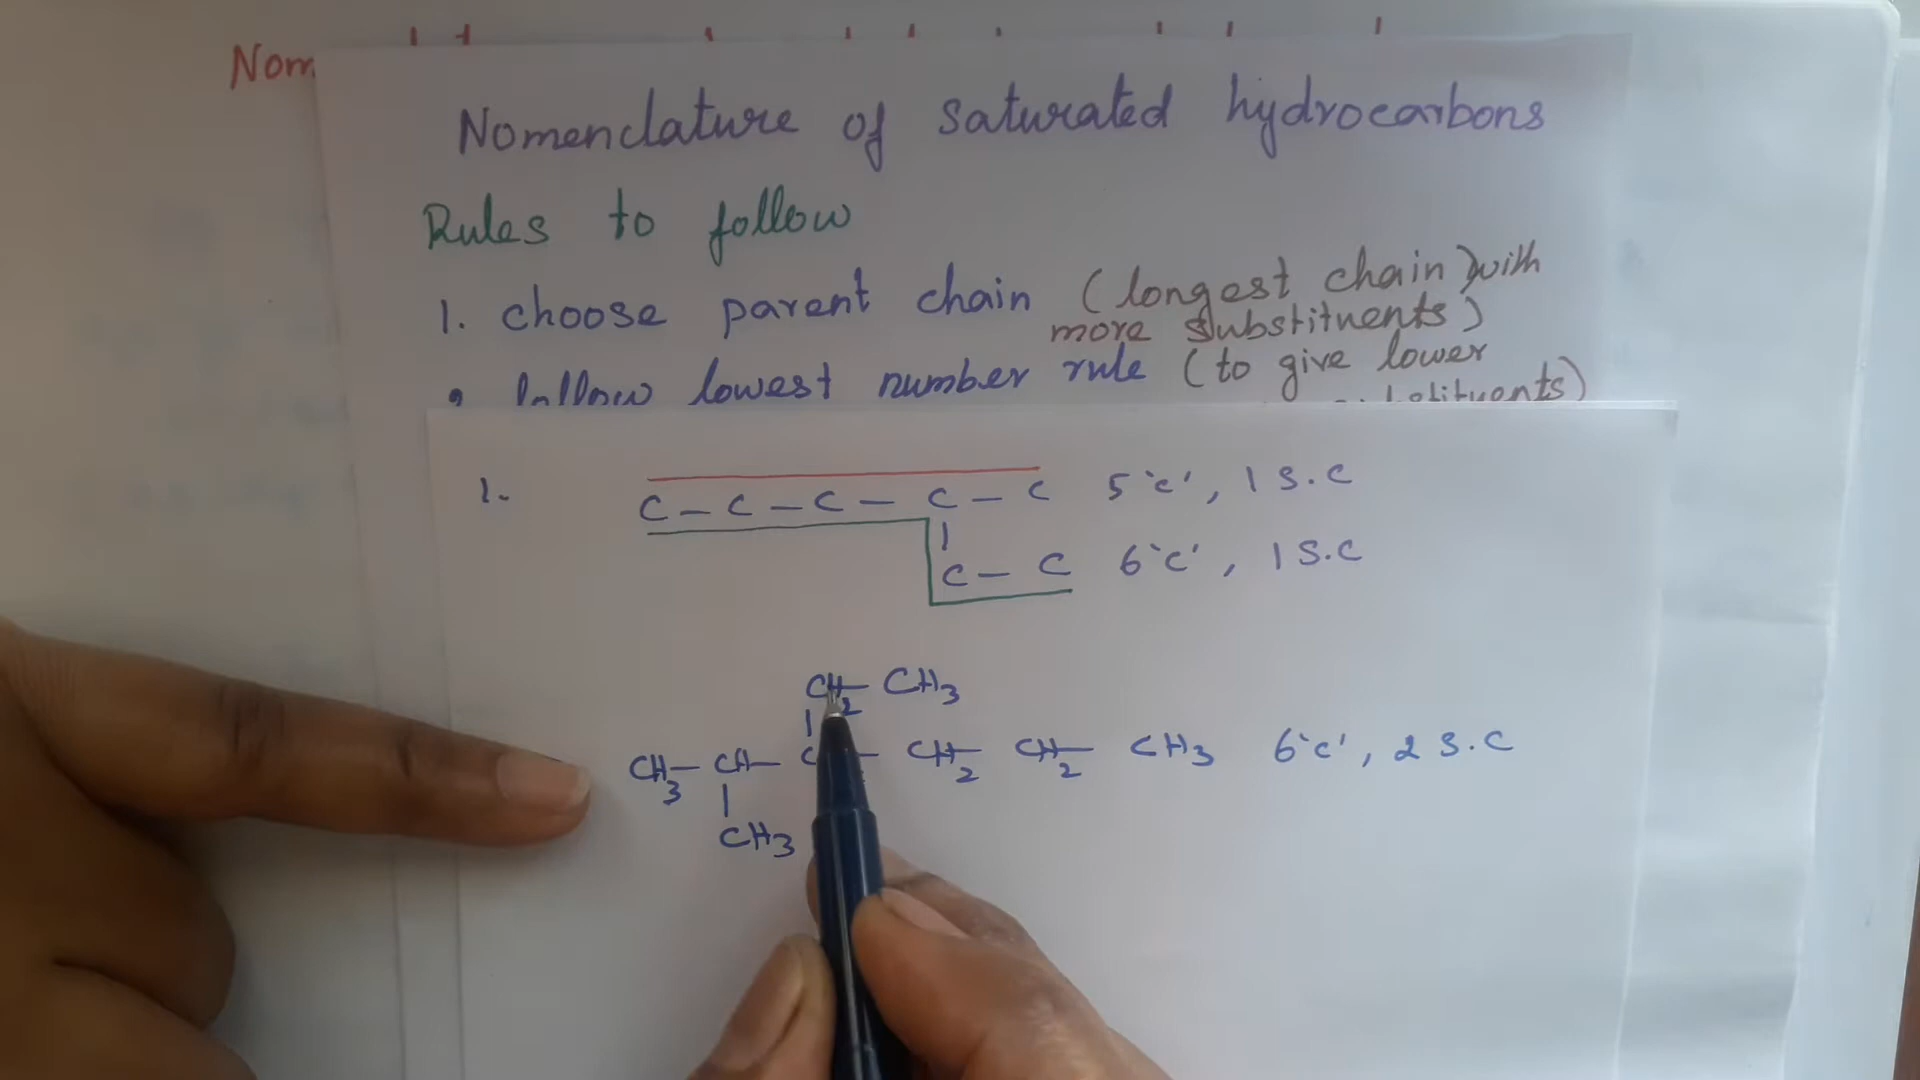 Nom
Nomenclature of saturated hydrocarbons
Rules to follow
1. choose parent chain (longest chain) with
more substituents)
follow lowest number rule (to give lower
1.
C - C - C - C - C 5 'c', 1 S.C
|
C - C 6 'c', 1 S.C
CH2 - CH3
|
CH3 - CH - C - CH2 - CH2 - CH3 6 'c', 2 S.C
|
CH3